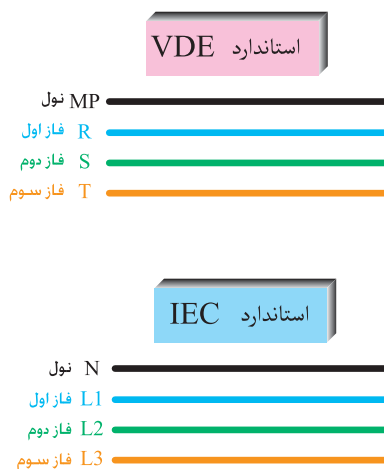 استاندارد VDE
نول MP
فاز اول R
فاز دوم S
فاز سوم T
استاندارد IEC
نول N
فاز اول L1
فاز دوم L2
فاز سوم L3